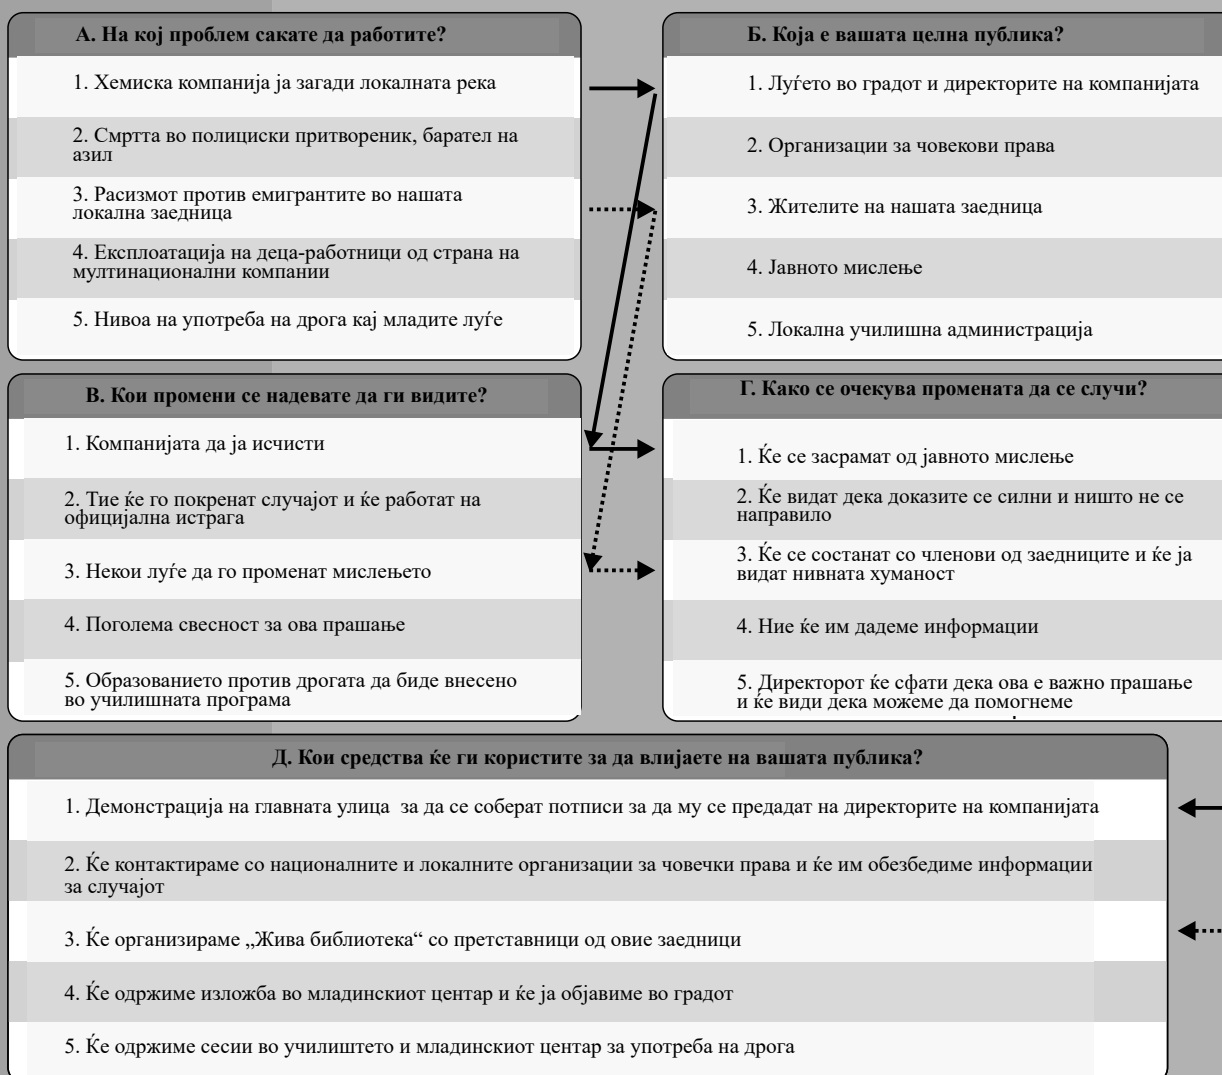 А. На кој проблем сакате да работите?
1. Хемиска компанија ја загади локалната река
2. Смртта во полициски притвореник, барател на
азил
3. Расизмот против емигрантите во нашата
локална заедница
4. Експлоатација на деца-работници од страна на
мултинационални компании
5. Нивоа на употреба на дрога кај младите луѓе
Б. Која е вашата целна публика?
1. Луѓето во градот и директорите на компанијата
2. Организации за човекови права
3. Жителите на нашата заедница
4. Јавното мислење
5. Локална училишна администрација
В. Кои промени се надевате да ги видите?
1. Компанијата да ја исчисти
2. Тие ќе го покренат случајот и ќе работат на
официјална истрага
3. Некои луѓе да го променат мислењето
4. Поголема свесност за ова прашање
5. Образованието против дрогата да биде внесено
во училишната програма
Г. Како се очекува промената да се случи?
1. Ќе се засрамат од јавното мислење
2. Ќе видат дека доказите се силни и ништо не се
направило
3. Ќе се состанат со членови од заедниците и ќе ја
видат нивната хуманост
4. Ние ќе им дадеме информации
5. Директорот ќе сфати дека ова е важно прашање
и ќе види дека можеме да помогнеме
Д. Кои средства ќе ги користите за да влијаете на вашата публика?
1. Демонстрација на главната улица за да се соберат потписи за да му се предадат на директорите на компанијата
2. Ќе контактираме со националните и локалните организации за човечки права и ќе им обезбедиме информации
за случајот
3. Ќе организираме „Жива библиотека“ со претставници од овие заедници
4. Ќе одржиме изложба во младинскиот центар и ќе ја објавиме во градот
5. Ќе одржиме сесии во училиштето и младинскиот центар за употреба на дрога